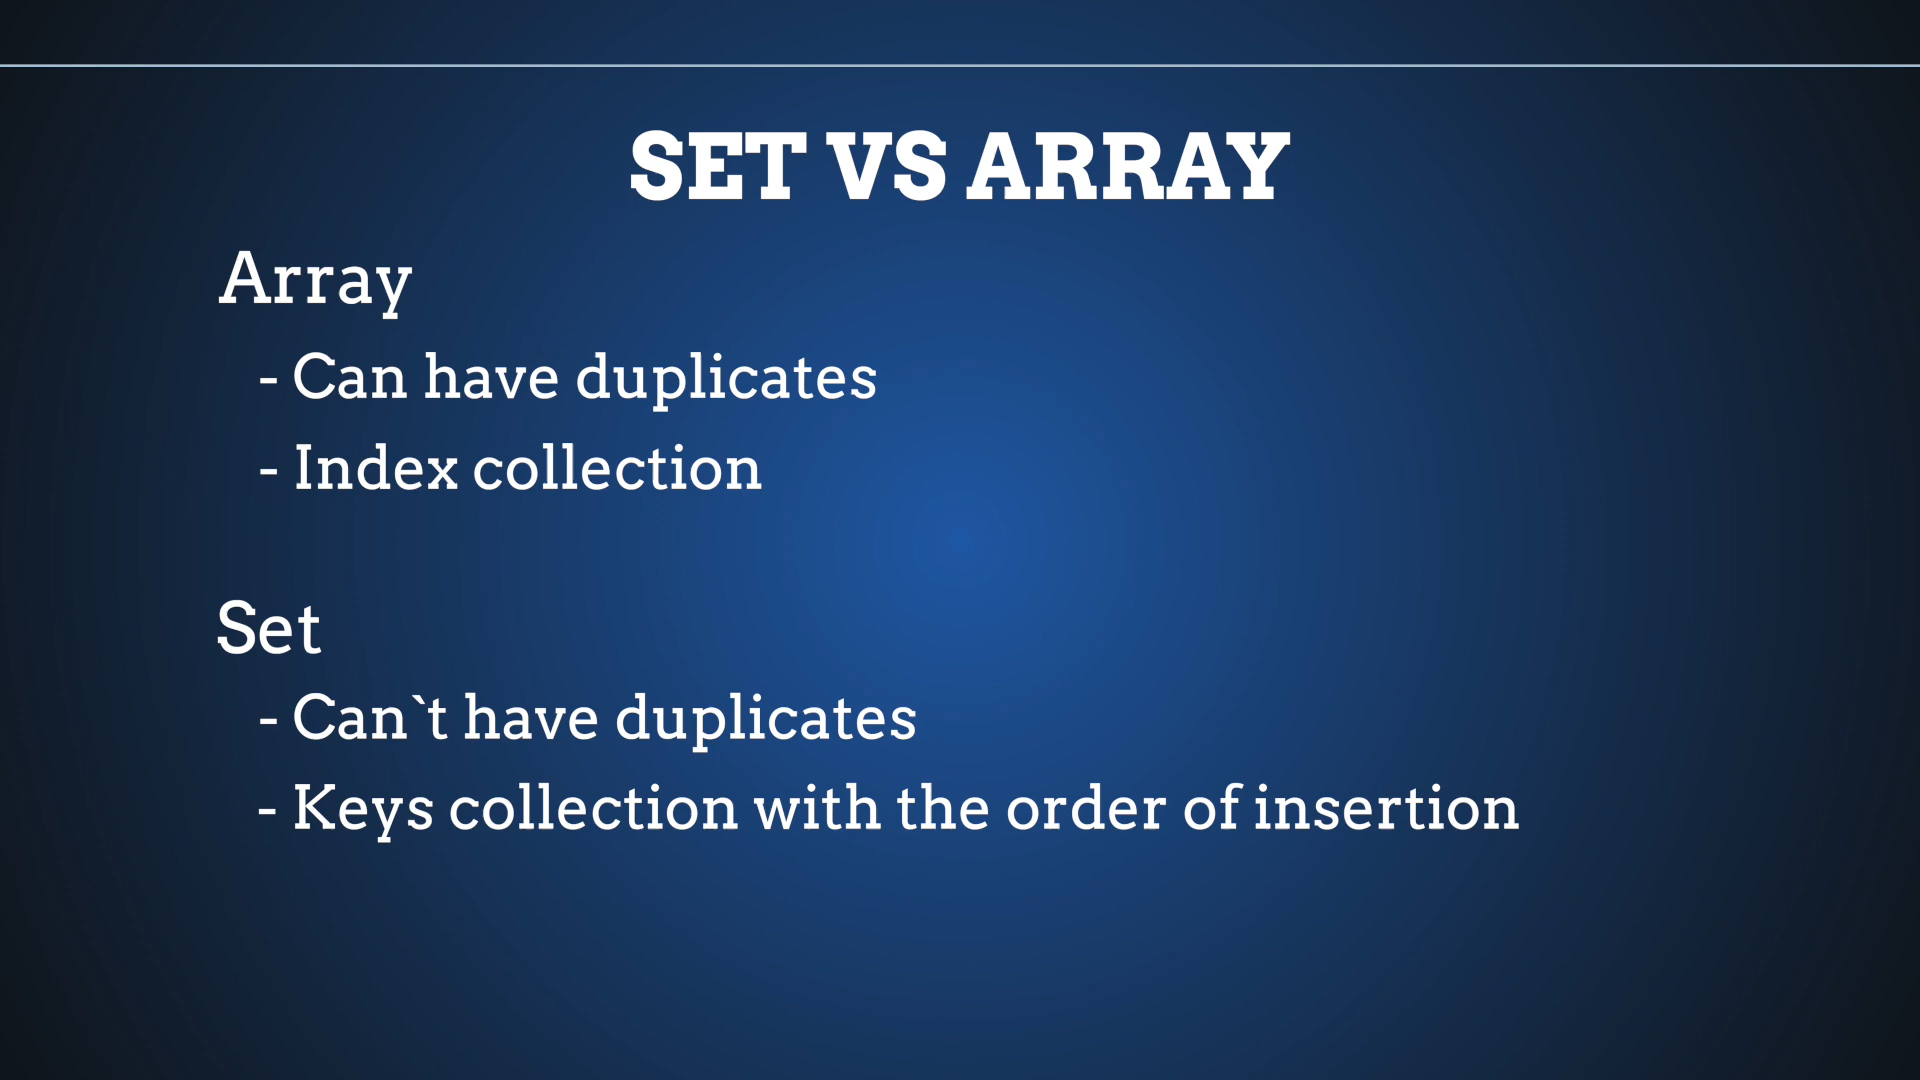 SET VS ARRAY
Array
- Can have duplicates
- Index collection
Set
- Can`t have duplicates
- Keys collection with the order of insertion